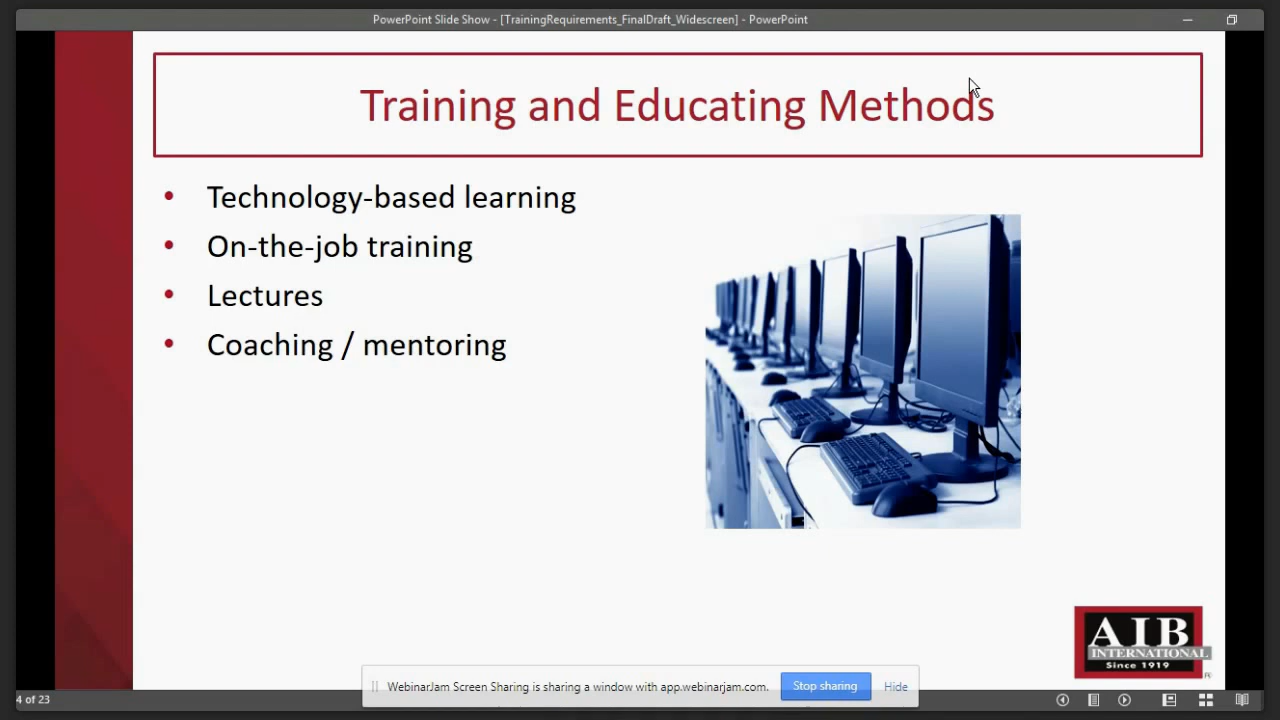 PowerPoint Slide Show - [TrainingRequirements_FinalDraft_Widescreen] - PowerPoint
Training and Educating Methods
• Technology-based learning
• On-the-job training
• Lectures
• Coaching / mentoring
AIB
INTERNATIONAL
Since 1919
WebinarJam Screen Sharing is sharing a window with app.webinarjam.com.
Stop sharing
Hide
4 of 23